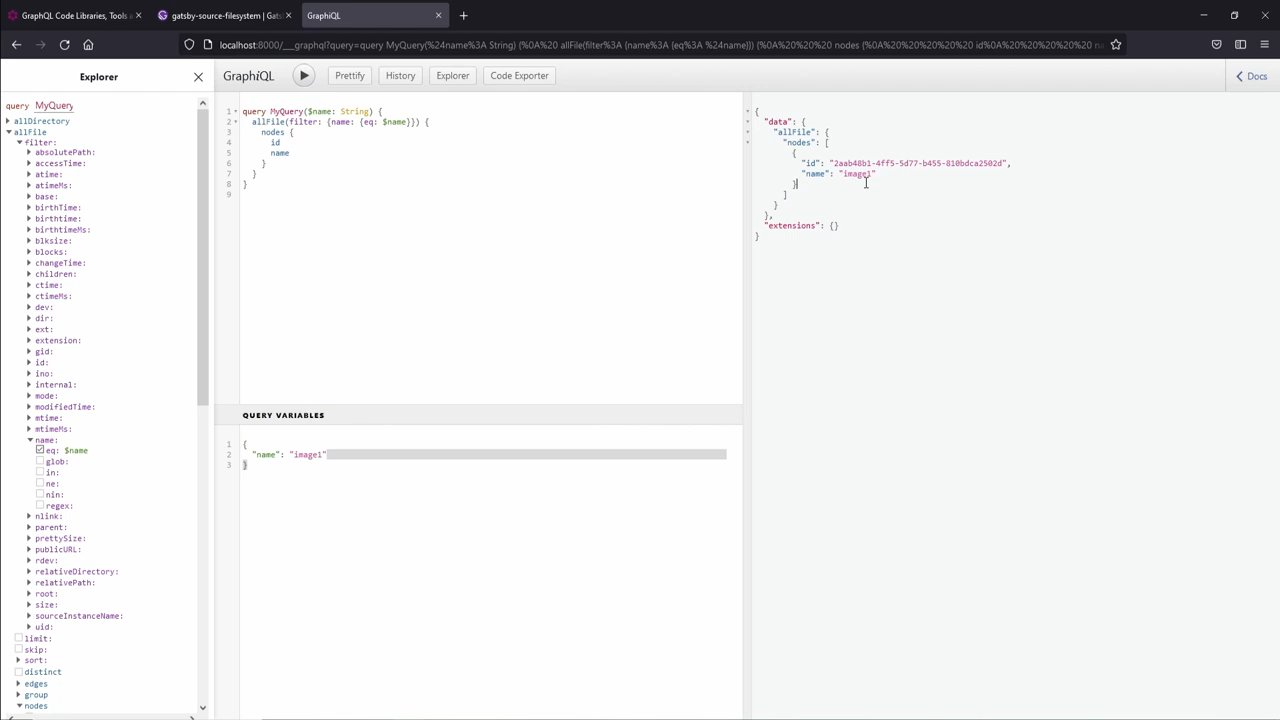 GraphQL Code Libraries, Tools a
gatsby-source-filesystem | Gats
GraphiQL
localhost:8000/___graphql?query=query MyQuery(%24name%3A String) {%0A%20 allFile(filter%3A {name%3A {eq%3A %24name}}) {%0A%20%20%20 nodes {%0A%20%20%20%20%20 id%0A%20%20%20%20%20 na
Explorer
GraphiQL
Prettify
History
Explorer
Code Exporter
Docs
query MyQuery
allDirectory
allFile
filter:
absolutePath:
accessTime:
atime:
atimeMs:
base:
birthTime:
birthtime:
birthtimeMs:
blksize:
blocks:
changeTime:
children:
ctime:
ctimeMs:
dev:
dir:
ext:
extension:
gid:
id:
ino:
internal:
mode:
modifiedTime:
mtime:
mtimeMs:
name:
eq: $name
glob:
in:
ne:
nin:
regex:
nlink:
parent:
prettySize:
publicURL:
rdev:
relativeDirectory:
relativePath:
root:
size:
sourceInstanceName:
uid:
limit:
skip:
sort:
distinct
edges
group
nodes
1 query MyQuery($name: String) {
2 allFile(filter: {name: {eq: $name}}) {
3 nodes {
4 id
5 name
6 }
7 }
8 }
9
QUERY VARIABLES
1 {
2 "name": "image1"
3 }
{
"data": {
"allFile": {
"nodes": [
{
"id": "2aab48b1-4ff5-5d77-b455-810bdca2502d",
"name": "image1"
}
]
}
},
"extensions": {}
}